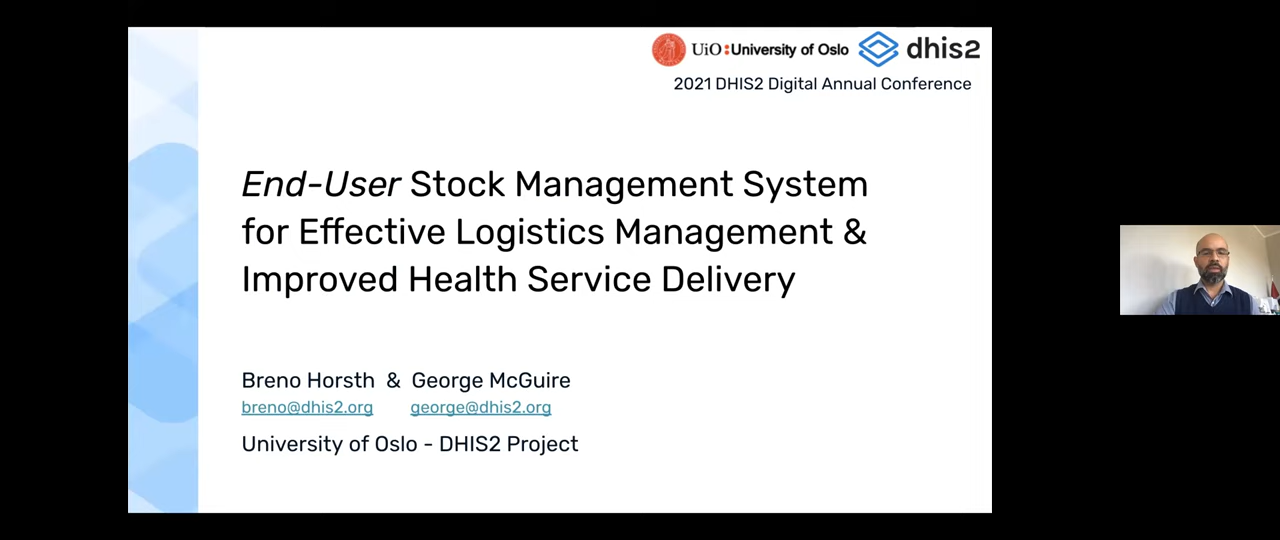 UiO:University of Oslo dhis2
2021 DHIS2 Digital Annual Conference
End-User Stock Management System
for Effective Logistics Management &
Improved Health Service Delivery
Breno Horsth & George McGuire
breno@dhis2.org george@dhis2.org
University of Oslo - DHIS2 Project